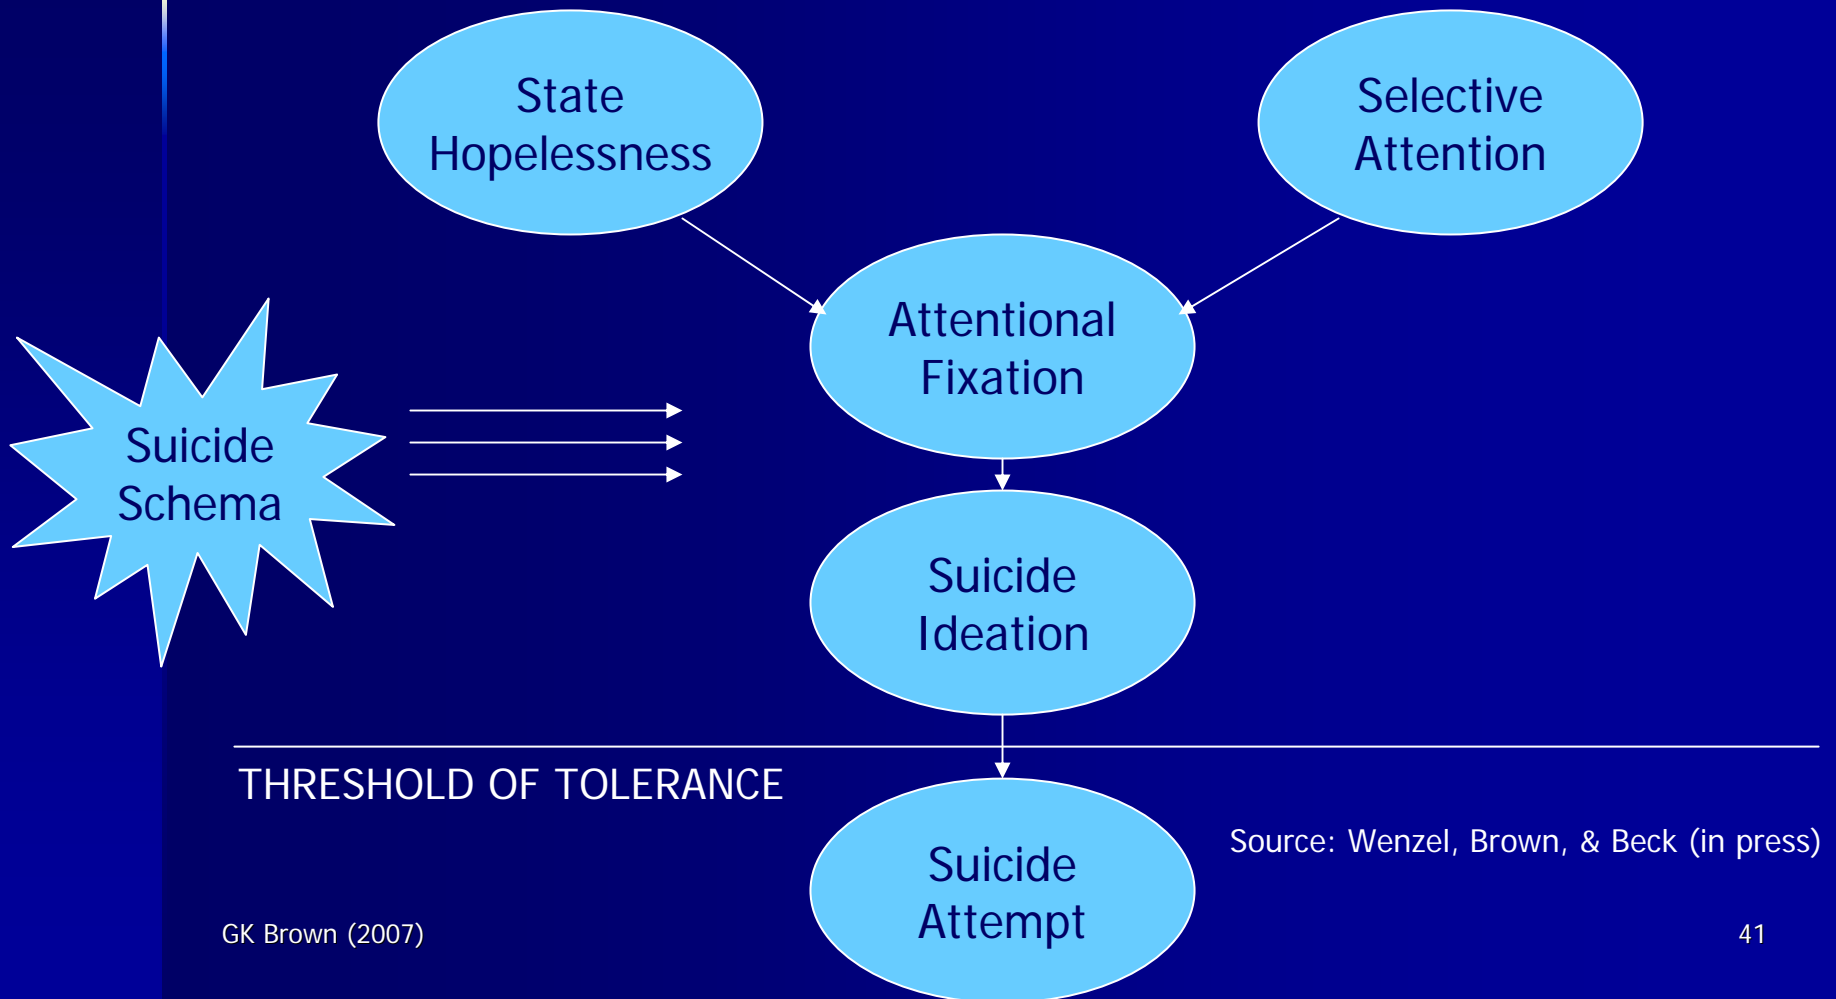 State
Hopelessness
Selective
Attention
Attentional
Fixation
Suicide
Schema
Suicide
Ideation
THRESHOLD OF TOLERANCE
Source: Wenzel, Brown, & Beck (in press)
Suicide
Attempt
GK Brown (2007)
41